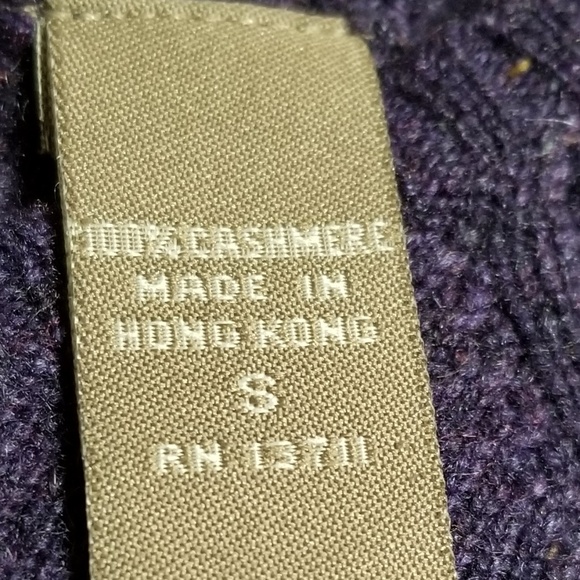 100% CASHMERE
MADE IN
HONG KONG
S
RN 13711